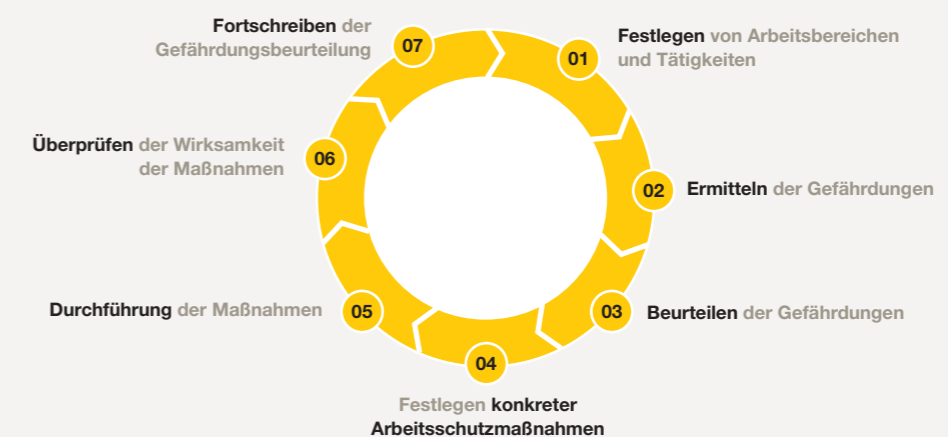 01
Festlegen von Arbeitsbereichen
und Tätigkeiten
02
Ermitteln der Gefährdungen
03
Beurteilen der Gefährdungen
04
Festlegen konkreter
Arbeitsschutzmaßnahmen
05
Durchführung der Maßnahmen
06
Überprüfen der Wirksamkeit
der Maßnahmen
07
Fortschreiben der
Gefährdungsbeurteilung